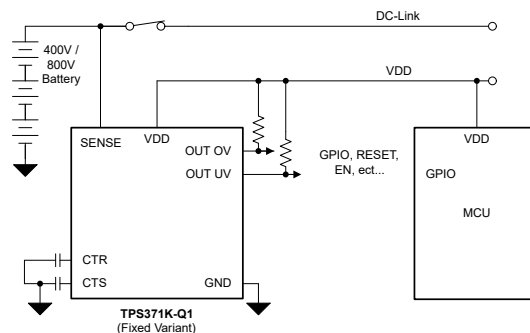 DC-Link
400V /
800V
Battery
VDD
SENSE
VDD
OUT OV
OUT UV
GPIO, RESET,
EN, ect...
VDD
GPIO
MCU
CTR
CTS
GND
TPS371K-Q1
(Fixed Variant)